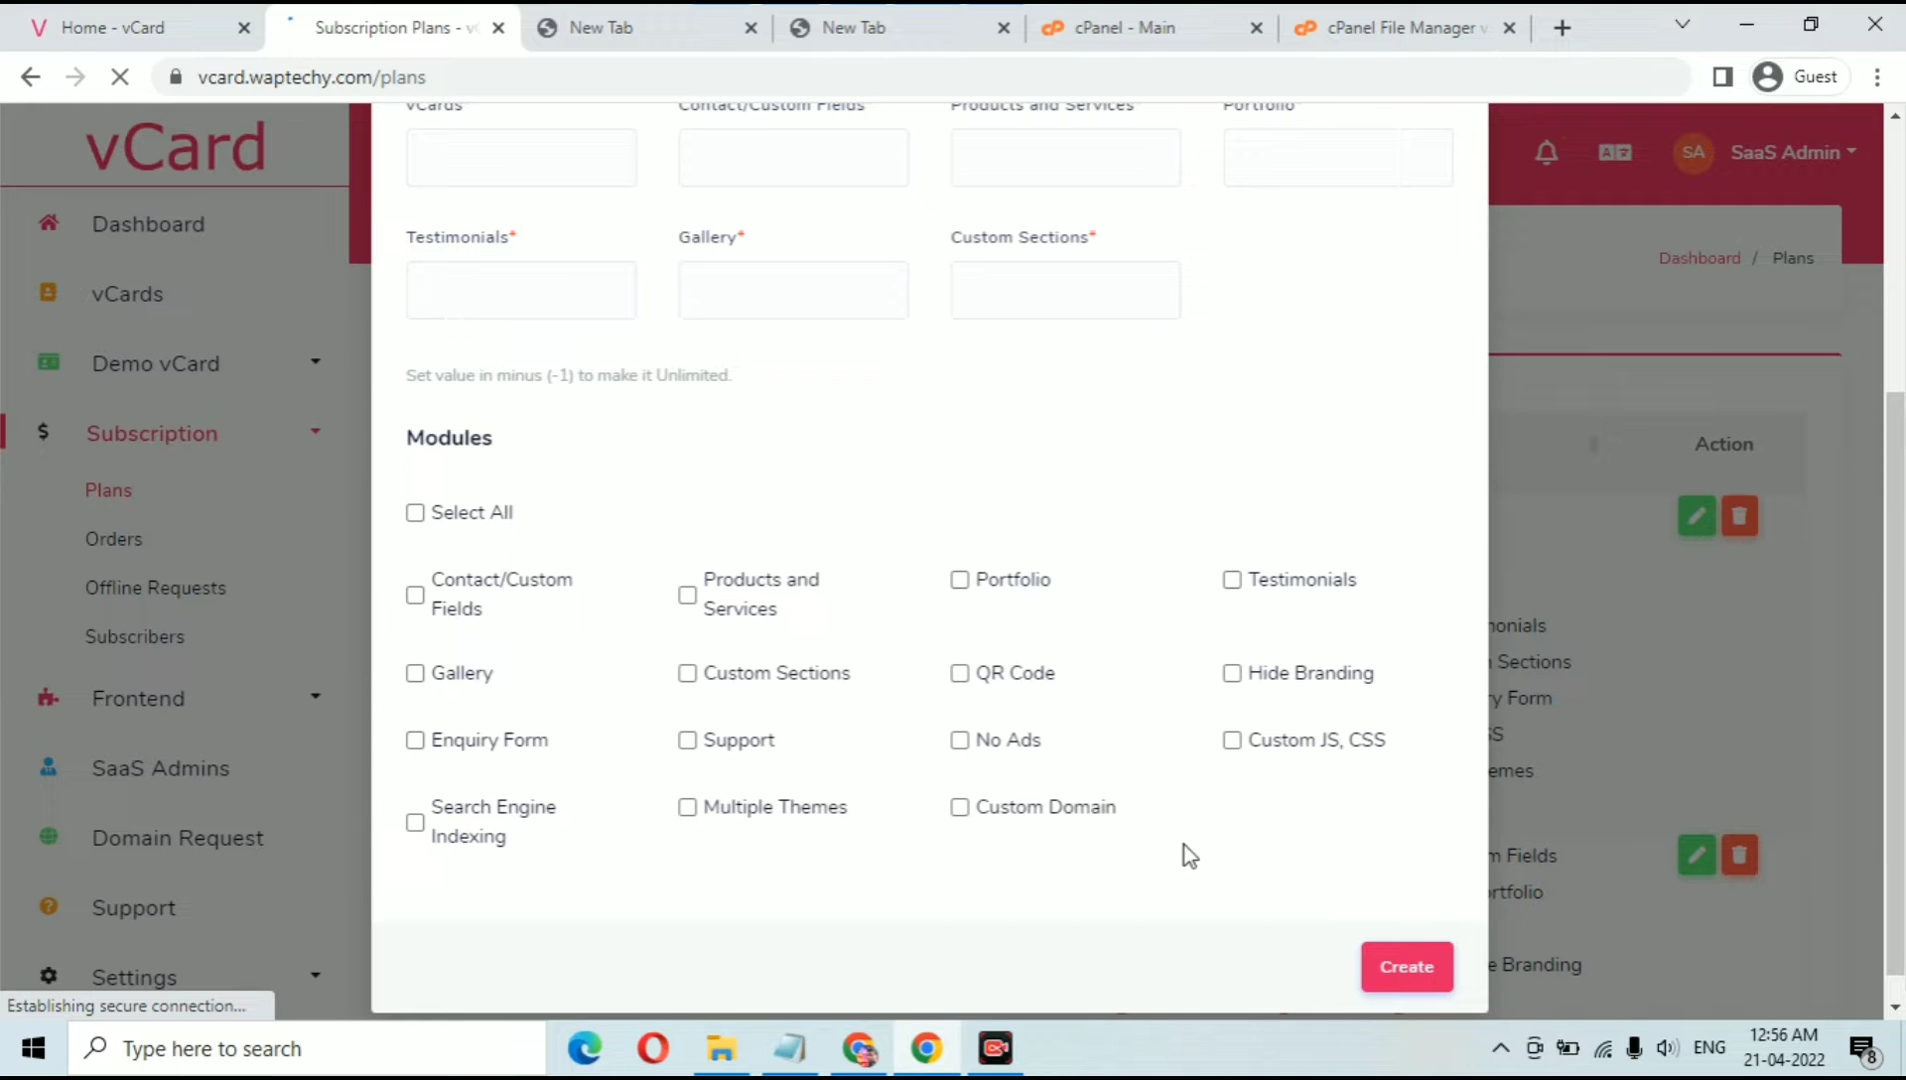 Home - vCard
Subscription Plans - vC
New Tab
New Tab
cPanel - Main
cPanel File Manager v
vcard.waptechy.com/plans
Guest
vCard
SA
SaaS Admin
Dashboard / Plans
Dashboard
vCards
Demo vCard
Subscription
Plans
Orders
Offline Requests
Subscribers
Frontend
SaaS Admins
Domain Request
Support
Settings
vCards
Contact/Custom Fields
Products and Services
Portfolio
Testimonials*
Gallery*
Custom Sections*
Set value in minus (-1) to make it Unlimited.
Modules
Select All
Contact/Custom
Fields
Products and
Services
Portfolio
Testimonials
Gallery
Custom Sections
QR Code
Hide Branding
Enquiry Form
Support
No Ads
Custom JS, CSS
Search Engine
Indexing
Multiple Themes
Custom Domain
Create
Action
nonials
Sections
y Form
SS
emes
m Fields
ortfolio
e Branding
Establishing secure connection...
Type here to search
ENG
12:56 AM
21-04-2022
8